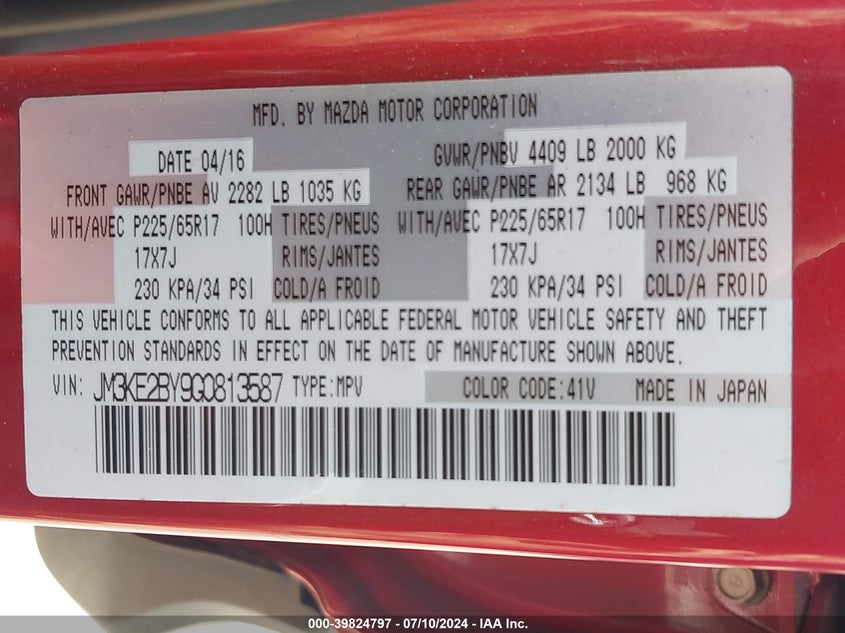 MFD. BY MAZDA MOTOR CORPORATION
DATE 04/16 GVWR/PNBV 4409 LB 2000 KG
FRONT GAWR/PNBE AV 2282 LB 1035 KG REAR GAWR/PNBE AR 2134 LB 968 KG
WITH/AVEC P225/65R17 100H TIRES/PNEUS WITH/AVEC P225/65R17 100H TIRES/PNEUS
17X7J RIMS/JANTES 17X7J RIMS/JANTES
230 KPA/34 PSI COLD/A FROID 230 KPA/34 PSI COLD/A FROID
THIS VEHICLE CONFORMS TO ALL APPLICABLE FEDERAL MOTOR VEHICLE SAFETY AND THEFT
PREVENTION STANDARDS IN EFFECT ON THE DATE OF MANUFACTURE SHOWN ABOVE.
VIN: JM3KE2BY9G0813587 TYPE:MPV COLOR CODE:41V MADE IN JAPAN
000-39824797 - 07/10/2024 - IAA Inc.